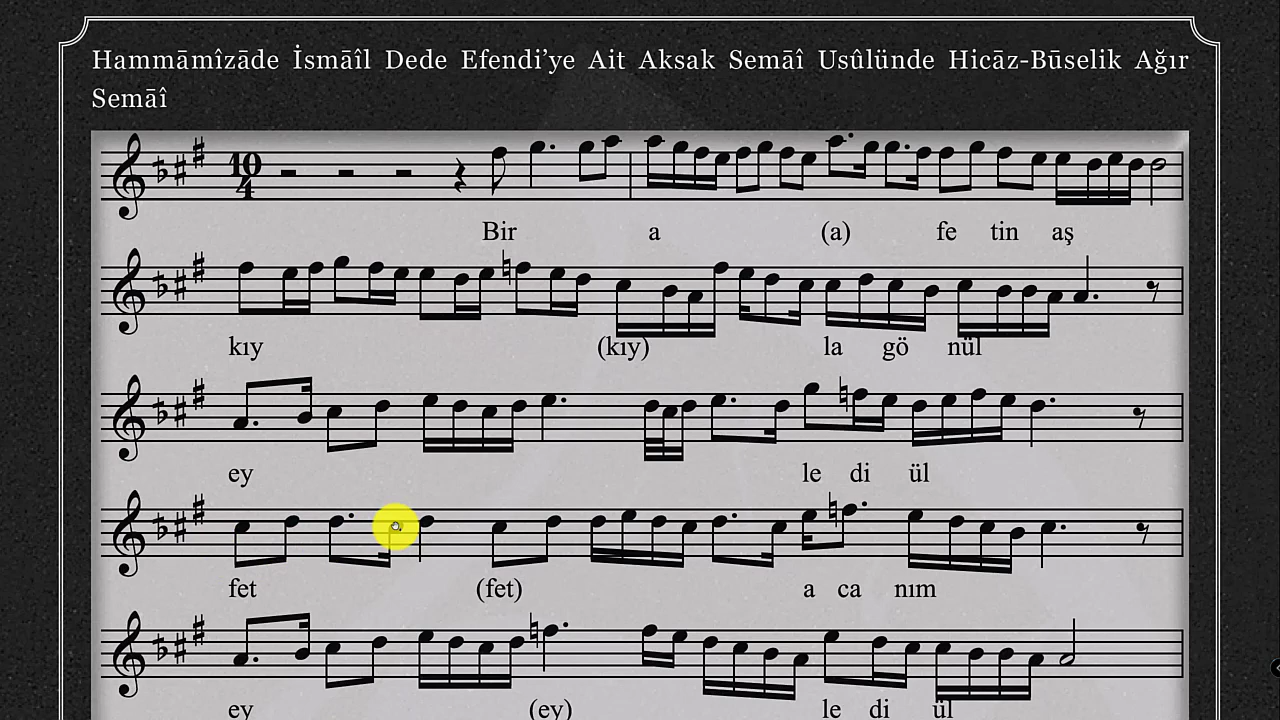 Hammāmîzāde İsmāîl Dede Efendi’ye Ait Aksak Semāî Usûlünde Hicāz-Būselik Ağır
Semāî
10
4
Bir a (a) fe tin aş
kıy (kıy) la gö nül
ey le di ül
fet (fet) a ca nım
ey (ey) le di ül